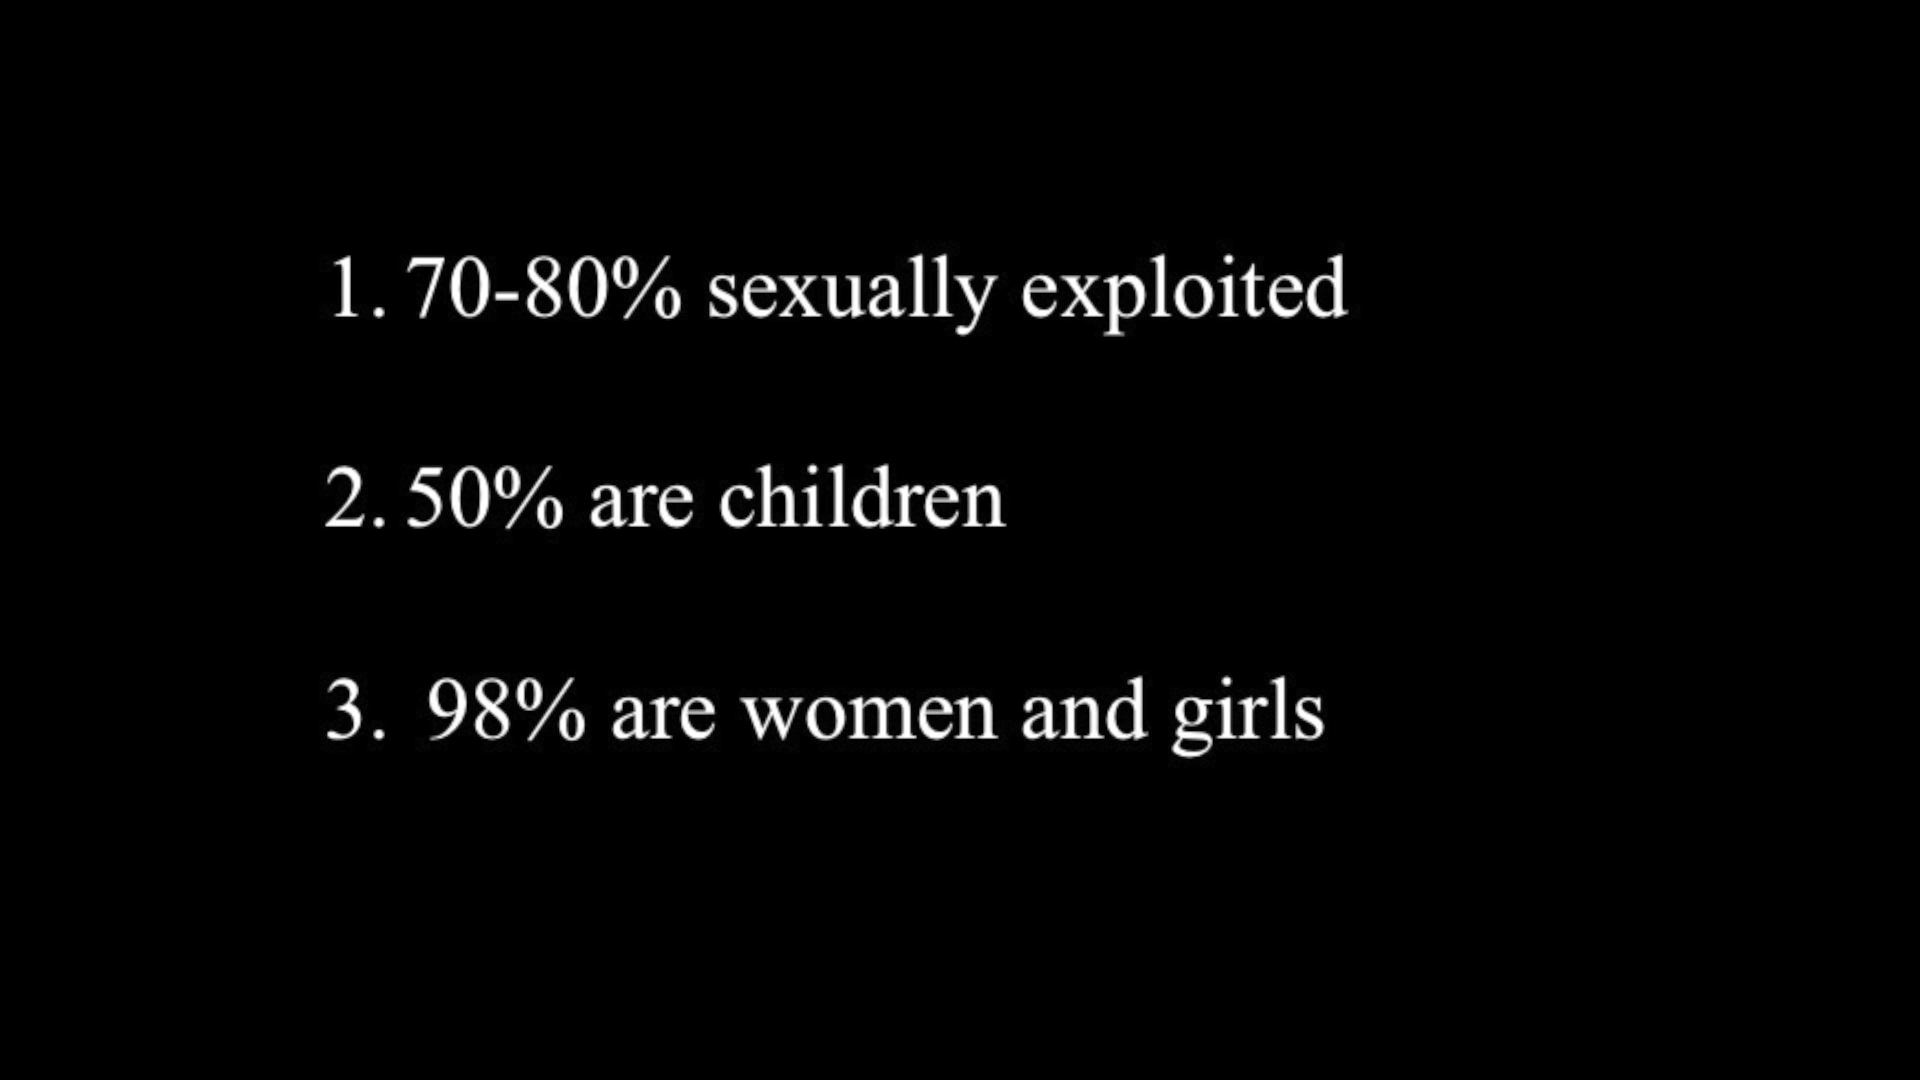 1. 70-80% sexually exploited
2. 50% are children
3. 98% are women and girls